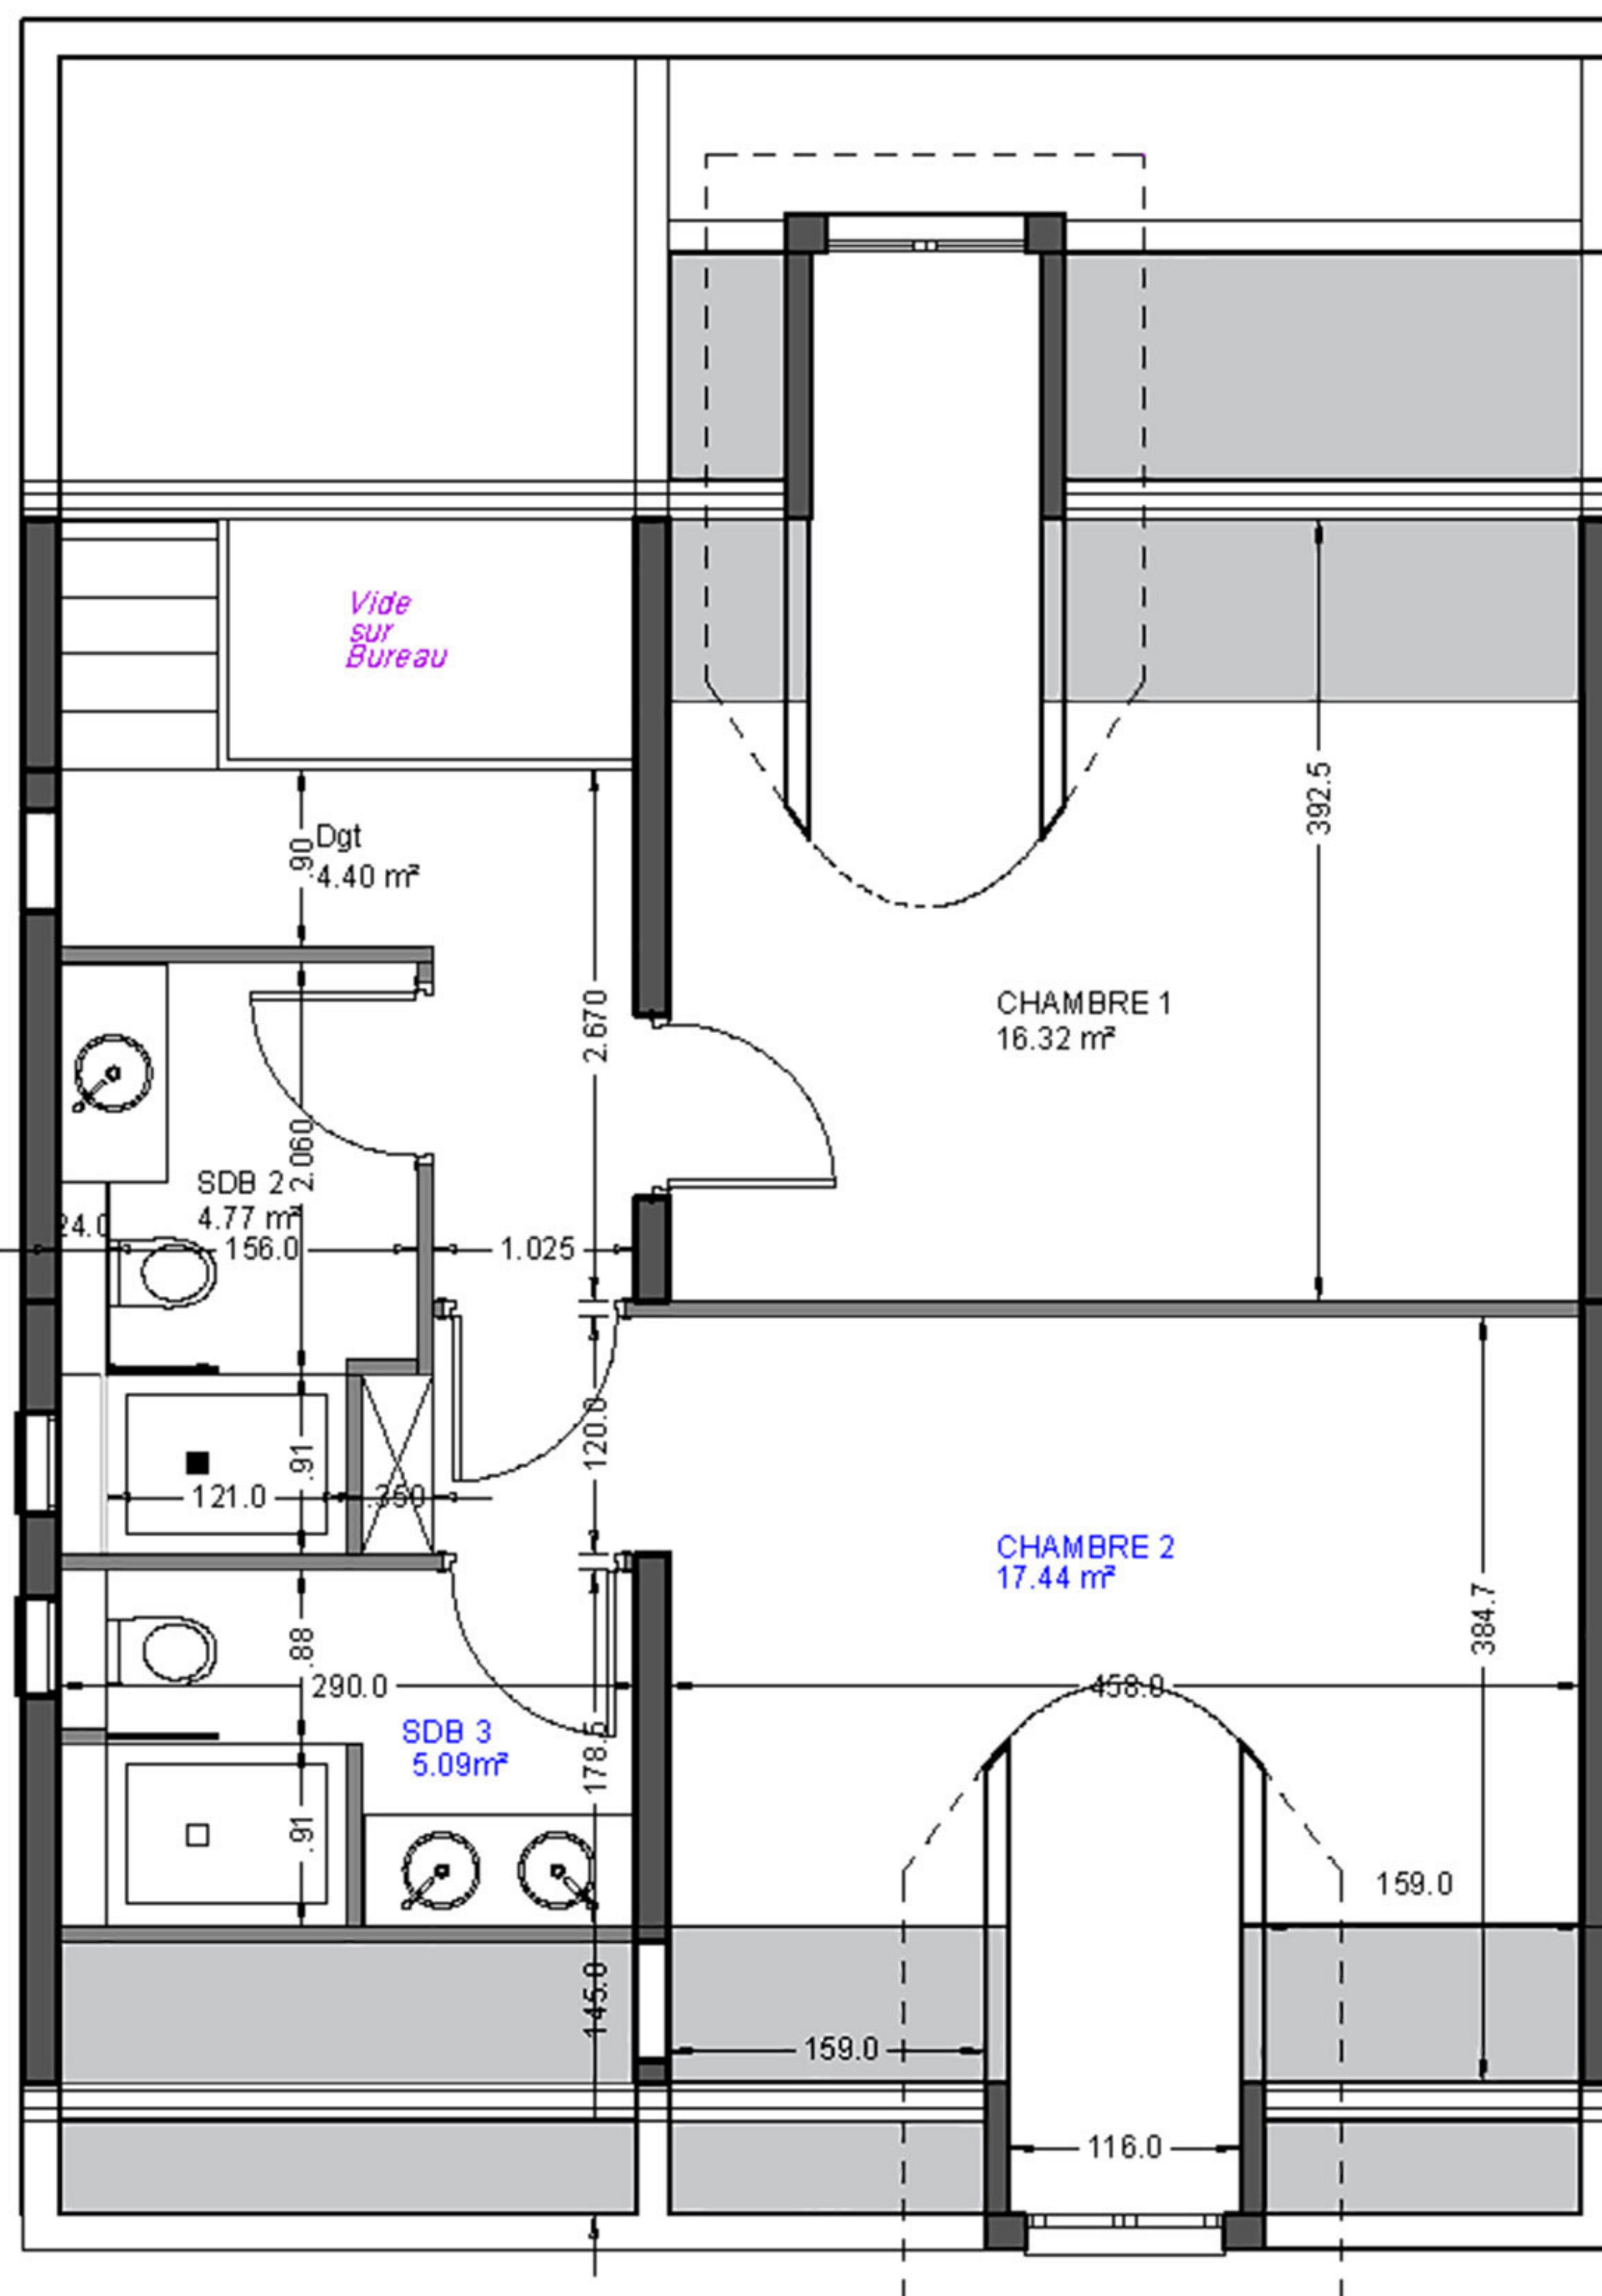 Vide
sur
Bureau
392.5
.90
Dgt
4.40 m²
2.670
CHAMBRE 1
16.32 m²
2.060
SDB 2
4.77 m²
24.0
156.0
1.025
120.0
.91
121.0
.350
CHAMBRE 2
17.44 m²
384.7
.88
290.0
458.0
SDB 3
5.09m²
178.5
.91
159.0
145.0
159.0
116.0